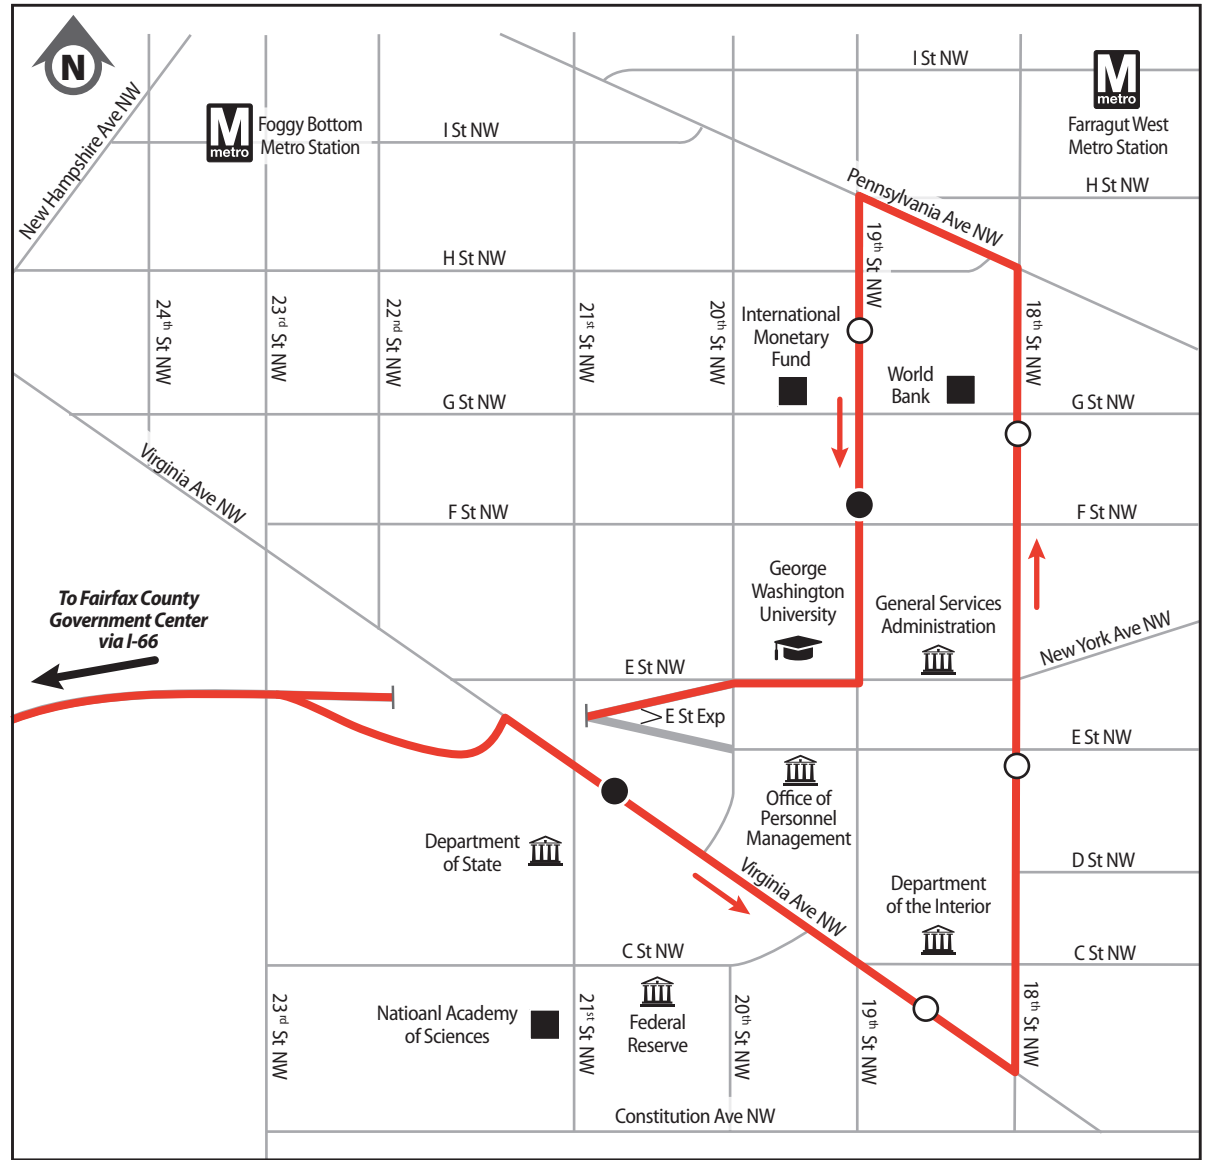 N
New Hampshire Ave NW
M
metro
Foggy Bottom
Metro Station
I St NW
I St NW
M
metro
Farragut West
Metro Station
H St NW
Pennsylvania Ave NW
19th St NW
H St NW
24th St NW
23rd St NW
22nd St NW
21st St NW
20th St NW
18th St NW
International
Monetary
Fund
World
Bank
G St NW
G St NW
Virginia Ave NW
F St NW
F St NW
To Fairfax County
Government Center
via I-66
George
Washington
University
General Services
Administration
New York Ave NW
E St NW
E St Exp
E St NW
Office of
Personnel
Management
Department
of State
Virginia Ave NW
D St NW
Department
of the Interior
C St NW
C St NW
23rd St NW
Natioanl Academy
of Sciences
21st St NW
Federal
Reserve
20th St NW
19th St NW
18th St NW
Constitution Ave NW